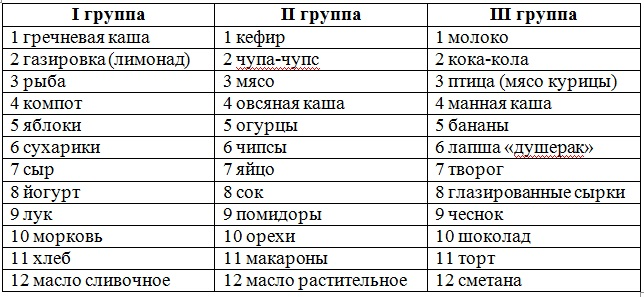 I группа II группа III группа
1 гречневая каша 1 кефир 1 молоко
2 газировка (лимонад) 2 чупа-чупс 2 кока-кола
3 рыба 3 мясо 3 птица (мясо курицы)
4 компот 4 овсяная каша 4 манная каша
5 яблоки 5 огурцы 5 бананы
6 сухарики 6 чипсы 6 лапша «душерак»
7 сыр 7 яйцо 7 творог
8 йогурт 8 сок 8 глазированные сырки
9 лук 9 помидоры 9 чеснок
10 морковь 10 орехи 10 шоколад
11 хлеб 11 макароны 11 торт
12 масло сливочное 12 масло растительное 12 сметана